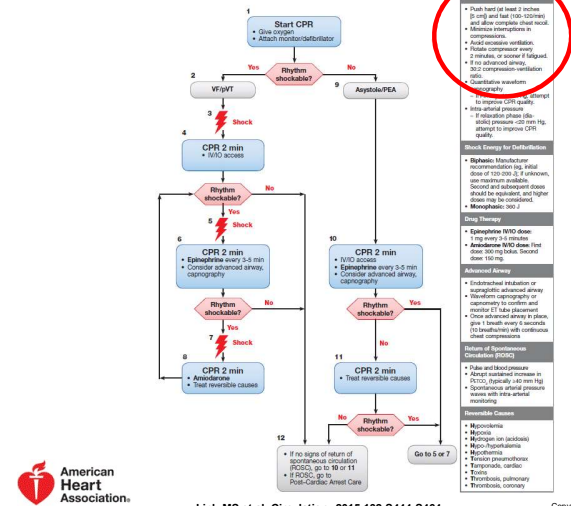 1
Start CPR
• Give oxygen
• Attach monitor/defibrillator
Yes
Rhythm
shockable?
No
2
VF/pVT
9
Asystole/PEA
3
Shock
4
CPR 2 min
• IV/IO access
Rhythm
shockable?
No
Yes
5
Shock
6
CPR 2 min
• Epinephrine every 3-5 min
• Consider advanced airway,
capnography
Rhythm
shockable?
No
Yes
7
Shock
8
CPR 2 min
• Amiodarone
• Treat reversible causes
10
CPR 2 min
• IV/IO access
• Epinephrine every 3-5 min
• Consider advanced airway,
capnography
Rhythm
shockable?
Yes
No
11
CPR 2 min
• Treat reversible causes
No
Rhythm
shockable?
Yes
12
• If no signs of return of
spontaneous circulation
(ROSC), go to 10 or 11
• If ROSC, go to
Post–Cardiac Arrest Care
Go to 5 or 7
• Push hard (at least 2 inches
[5 cm]) and fast (100-120/min)
and allow complete chest recoil.
• Minimize interruptions in
compressions.
• Avoid excessive ventilation.
• Rotate compressor every
2 minutes, or sooner if fatigued.
• If no advanced airway,
30:2 compression-ventilation
ratio.
• Quantitative waveform
attempt
to improve CPR quality.
• Intra-arterial pressure
– If relaxation phase (dia-
stolic) pressure <20 mm Hg,
attempt to improve CPR
quality.
Shock Energy for Defibrillation
• Biphasic: Manufacturer
recommendation (eg, initial
dose of 120-200 J); if unknown,
use maximum available.
Second and subsequent doses
should be equivalent, and higher
doses may be considered.
• Monophasic: 360 J
Drug Therapy
• Epinephrine IV/IO dose:
1 mg every 3-5 minutes
• Amiodarone IV/IO dose: First
dose: 300 mg bolus. Second
dose: 150 mg.
Advanced Airway
• Endotracheal intubation or
supraglottic advanced airway
• Waveform capnography or
capnometry to confirm and
monitor ET tube placement
• Once advanced airway in place,
give 1 breath every 6 seconds
(10 breaths/min) with continuous
chest compressions
Return of Spontaneous
Circulation (ROSC)
• Pulse and blood pressure
• Abrupt sustained increase in
PETCO2 (typically ≥40 mm Hg)
• Spontaneous arterial pressure
waves with intra-arterial
monitoring
Reversible Causes
• Hypovolemia
• Hypoxia
• Hydrogen ion (acidosis)
• Hypo-/hyperkalemia
• Hypothermia
• Tension pneumothorax
• Tamponade, cardiac
• Toxins
• Thrombosis, pulmonary
• Thrombosis, coronary
American
Heart
Association®